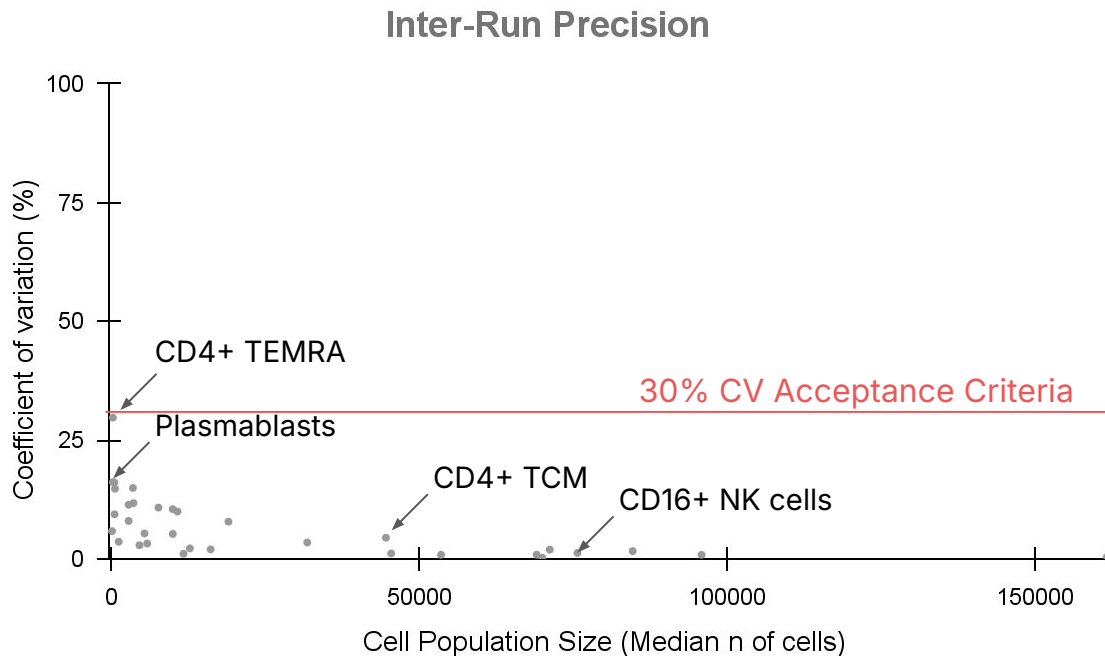 Inter-Run Precision
100
75
50
25
0
Coefficient of variation (%)
CD4+ TEMRA
30% CV Acceptance Criteria
Plasmablasts
CD4+ TCM
CD16+ NK cells
0
50000
100000
150000
Cell Population Size (Median n of cells)